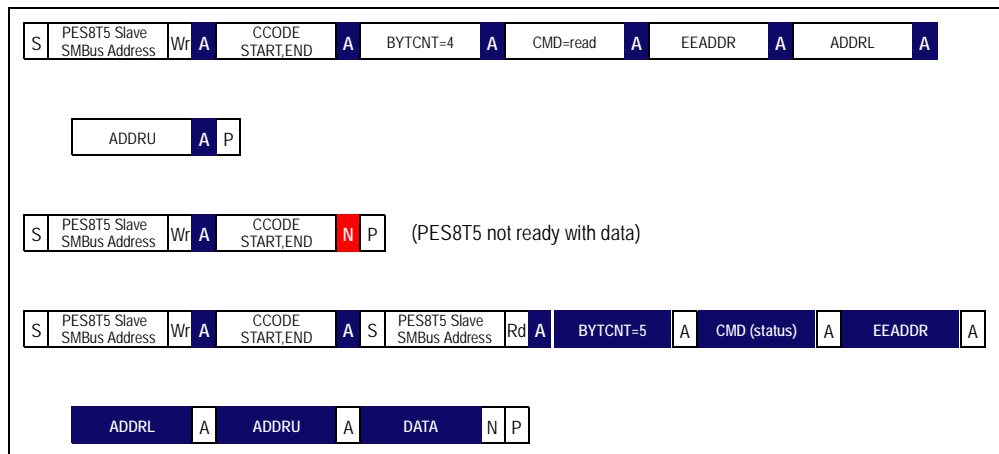 S PES8T5 Slave SMBus Address Wr A CCODE START,END A BYTCNT=4 A CMD=read A EEADDR A ADDRL A
ADDRU A P
S PES8T5 Slave SMBus Address Wr A CCODE START,END N P (PES8T5 not ready with data)
S PES8T5 Slave SMBus Address Wr A CCODE START,END A S PES8T5 Slave SMBus Address Rd A BYTCNT=5 A CMD (status) A EEADDR A
ADDRL A ADDRU A DATA N P